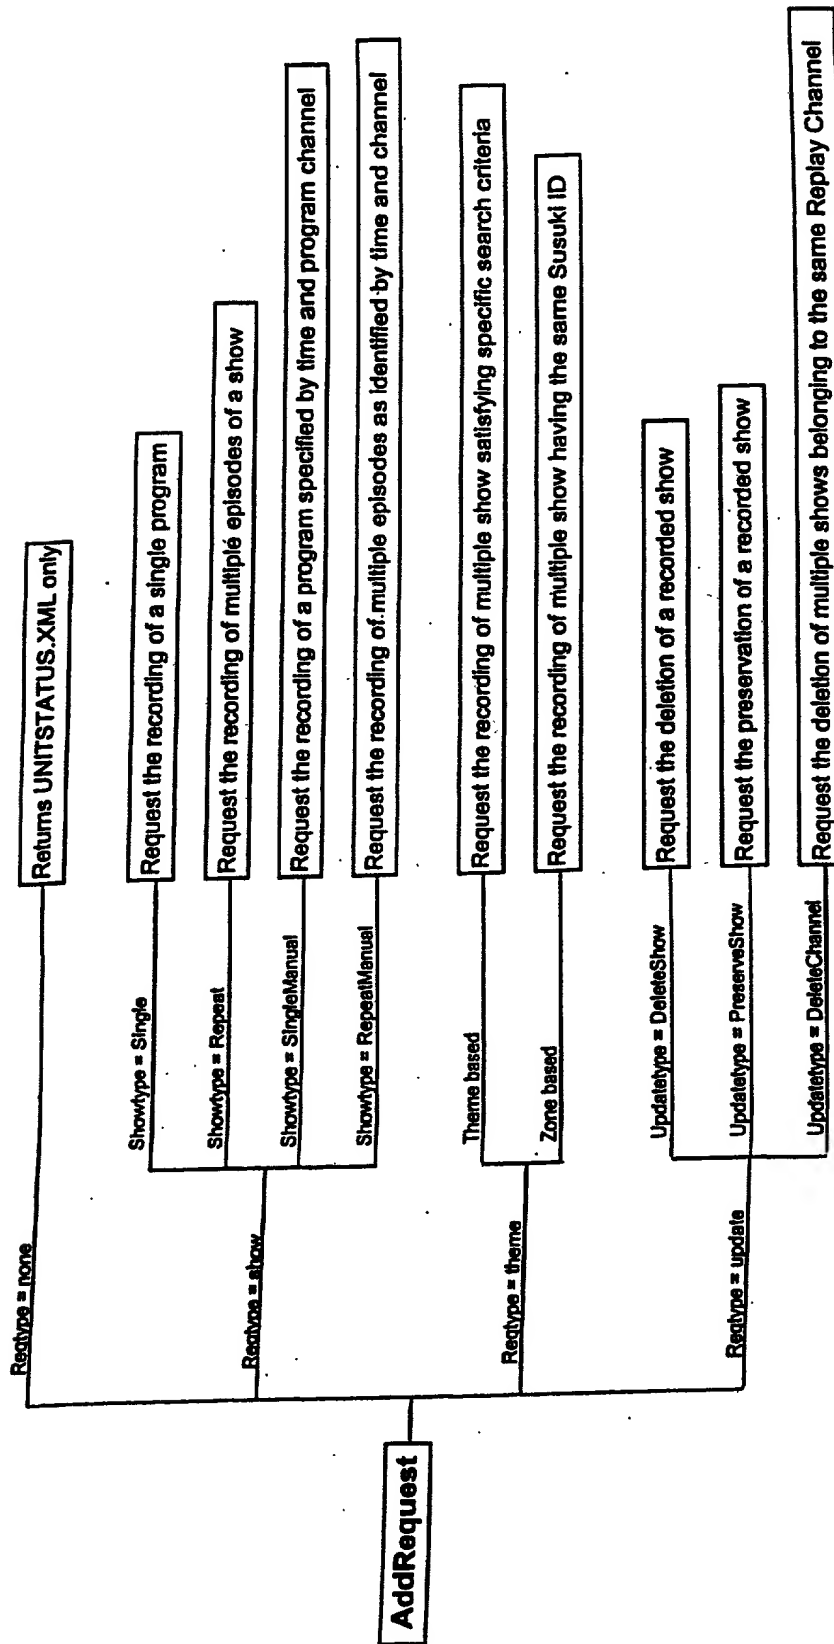 AddRequest
Reqtype = none
Returns UNITSTATUS.XML only
Reqtype = show
Showtype = Single
Request the recording of a single program
Showtype = Repeat
Request the recording of multiple episodes of a show
Showtype = SingleManual
Request the recording of a program specified by time and program channel
Showtype = RepeatManual
Request the recording of multiple episodes as identified by time and channel
Reqtype = theme
Theme based
Request the recording of multiple show satisfying specific search criteria
Zone based
Request the recording of multiple show having the same Susuki ID
Reqtype = update
Updatetype = DeleteShow
Request the deletion of a recorded show
Updatetype = PreserveShow
Request the preservation of a recorded show
Updatetype = DeleteChannel
Request the deletion of multiple shows belonging to the same Replay Channel